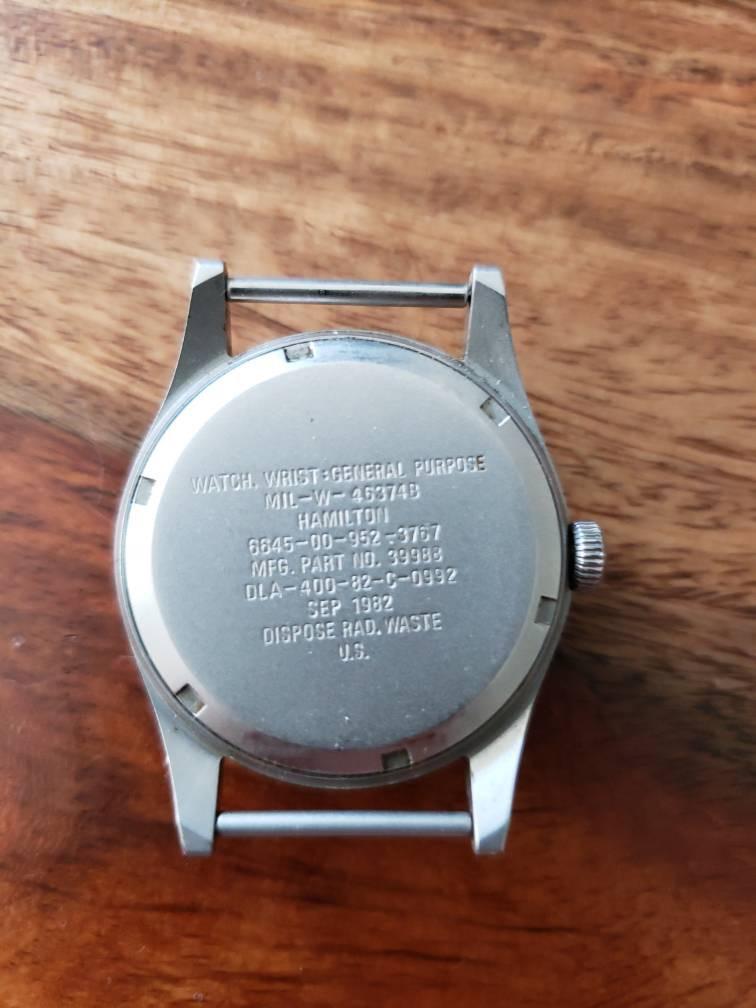 WATCH, WRIST:GENERAL PURPOSE
MIL-W-46374B
HAMILTON
6645-00-952-3767
MFG. PART NO. 39988
DLA-400-82-C-0992
SEP 1982
DISPOSE RAD. WASTE
U.S.